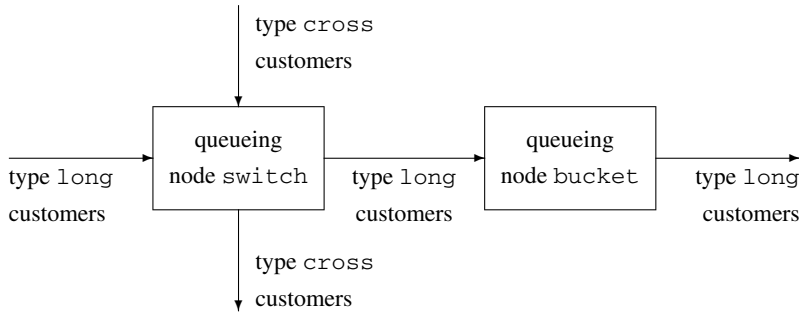 type cross
customers
queueing
node switch
queueing
node bucket
type long
customers
type long
customers
type long
customers
type cross
customers